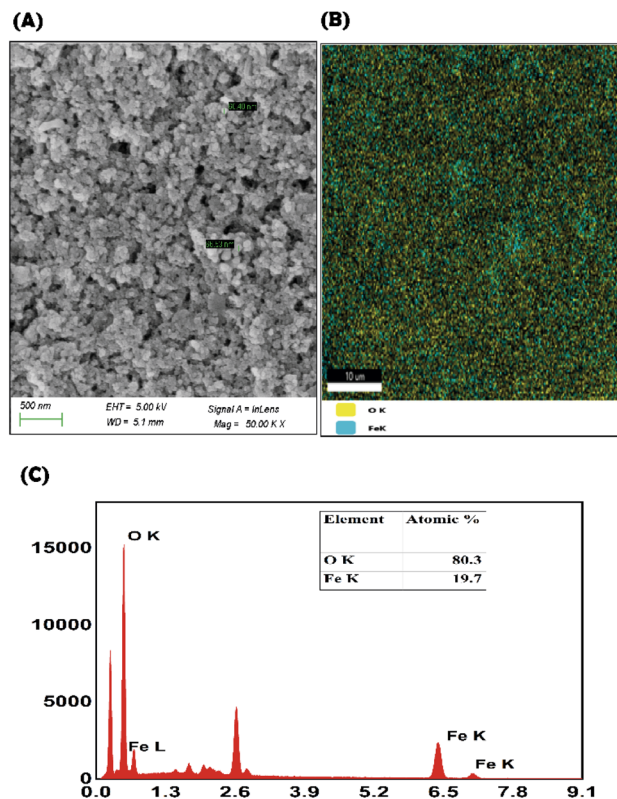 (A)
(B)
500 nm
EHT = 5.00 kV
Signal A = InLens
WD = 5.1 mm
Mag = 50.00 K X
10 um
O K
FeK
(C)
Element Atomic %
O K 80.3
Fe K 19.7
15000
10000
5000
0
O K
Fe L
Fe K
Fe K
0.0 1.3 2.6 3.9 5.2 6.5 7.8 9.1